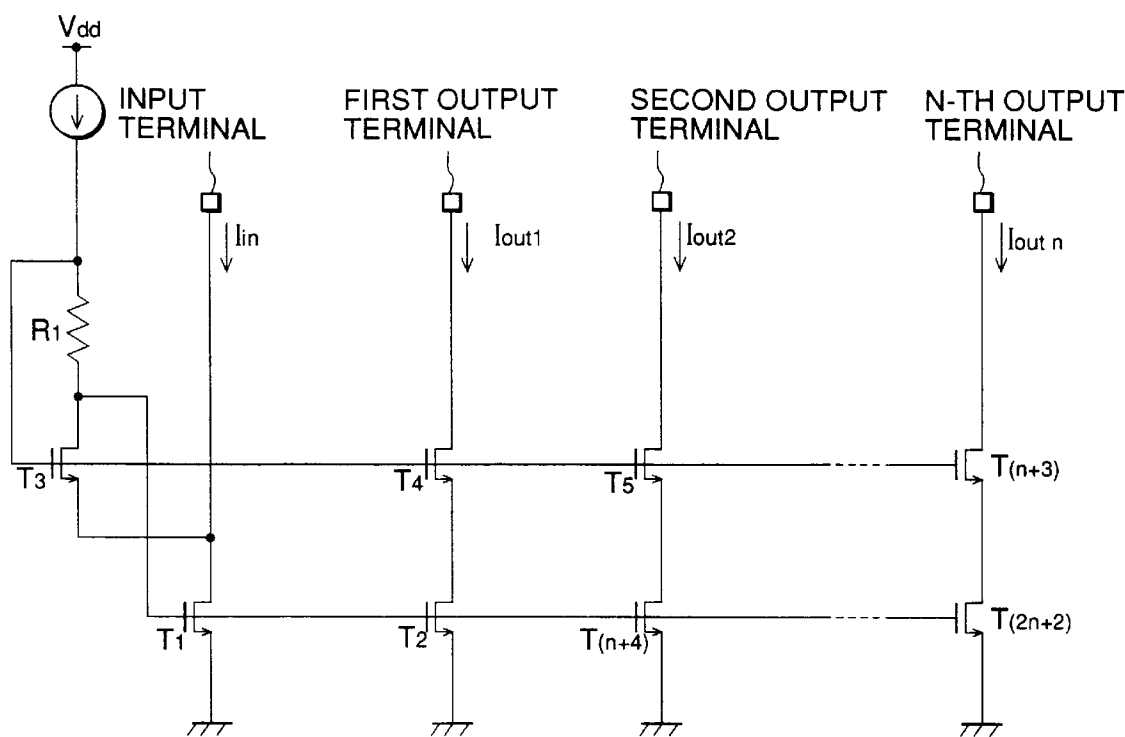 Vdd
INPUT
TERMINAL
FIRST OUTPUT
TERMINAL
SECOND OUTPUT
TERMINAL
N-TH OUTPUT
TERMINAL
Iin
Iout1
Iout2
Iout n
R1
T3
T4
T5
T(n+3)
T1
T2
T(n+4)
T(2n+2)